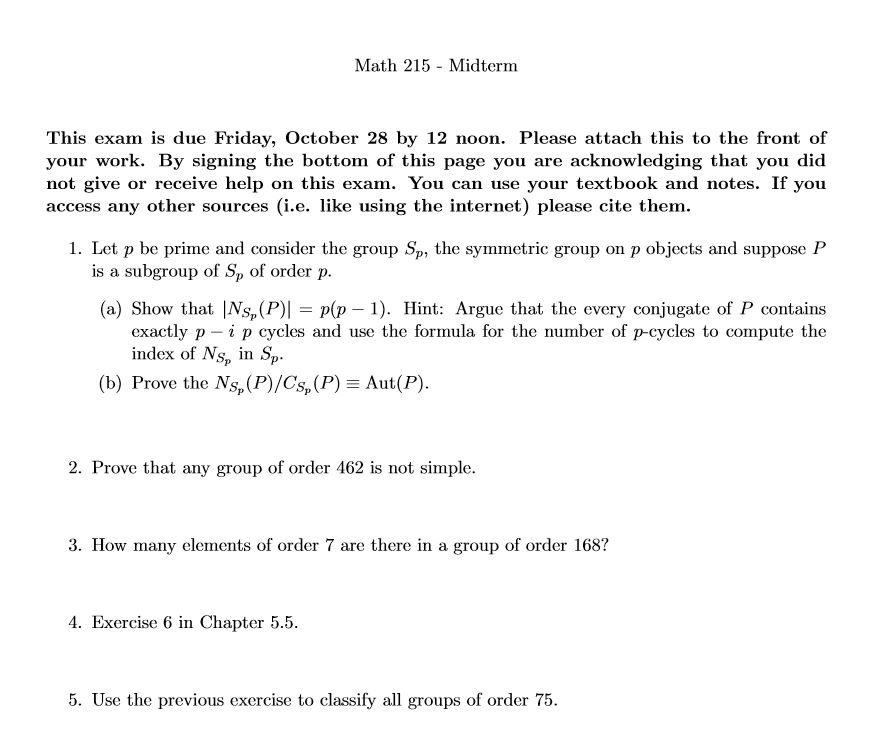 Math 215 - Midterm
This exam is due Friday, October 28 by 12 noon. Please attach this to the front of
your work. By signing the bottom of this page you are acknowledging that you did
not give or receive help on this exam. You can use your textbook and notes. If you
access any other sources (i.e. like using the internet) please cite them.
1. Let p be prime and consider the group S_p, the symmetric group on p objects and suppose P
is a subgroup of S_p of order p.
(a) Show that |N_{S_p}(P)| = p(p − 1). Hint: Argue that the every conjugate of P contains
exactly p − i p cycles and use the formula for the number of p-cycles to compute the
index of N_{S_p} in S_p.
(b) Prove the N_{S_p}(P)/C_{S_p}(P) ≡ Aut(P).
2. Prove that any group of order 462 is not simple.
3. How many elements of order 7 are there in a group of order 168?
4. Exercise 6 in Chapter 5.5.
5. Use the previous exercise to classify all groups of order 75.